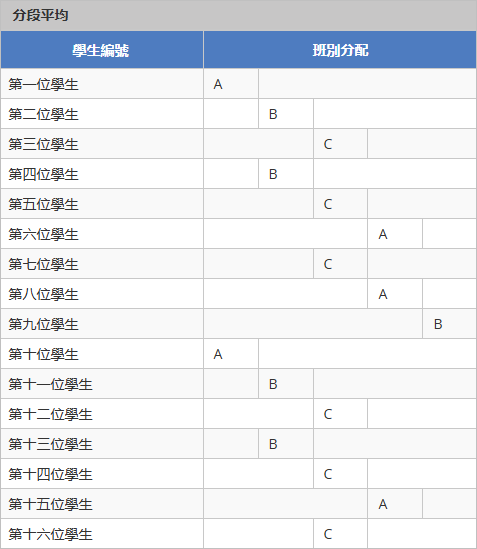 分段平均
學生編號 班別分配
第一位學生 A
第二位學生 B
第三位學生 C
第四位學生 B
第五位學生 C
第六位學生 A
第七位學生 C
第八位學生 A
第九位學生 B
第十位學生 A
第十一位學生 B
第十二位學生 C
第十三位學生 B
第十四位學生 C
第十五位學生 A
第十六位學生 C